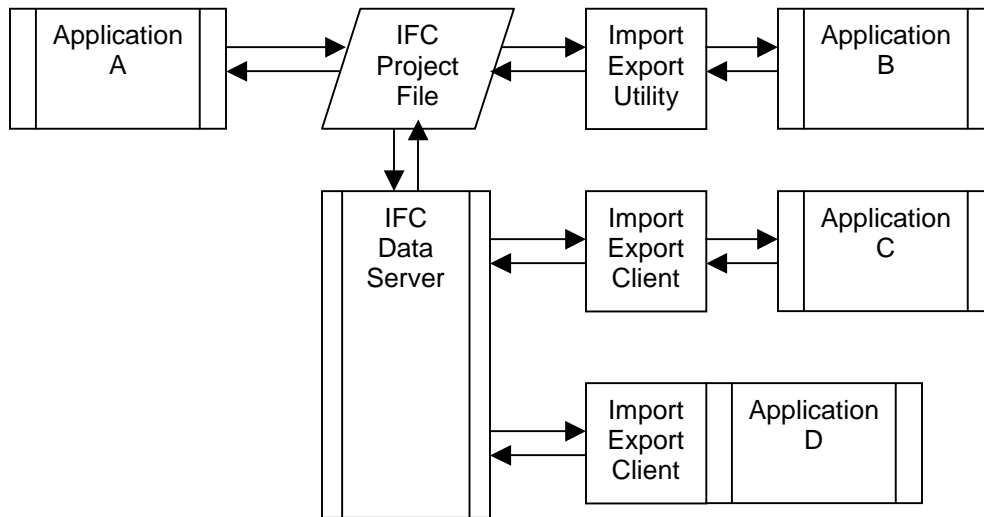 Application
A
IFC
Project
File
Import
Export
Utility
Application
B
IFC
Data
Server
Import
Export
Client
Application
C
Import
Export
Client
Application
D